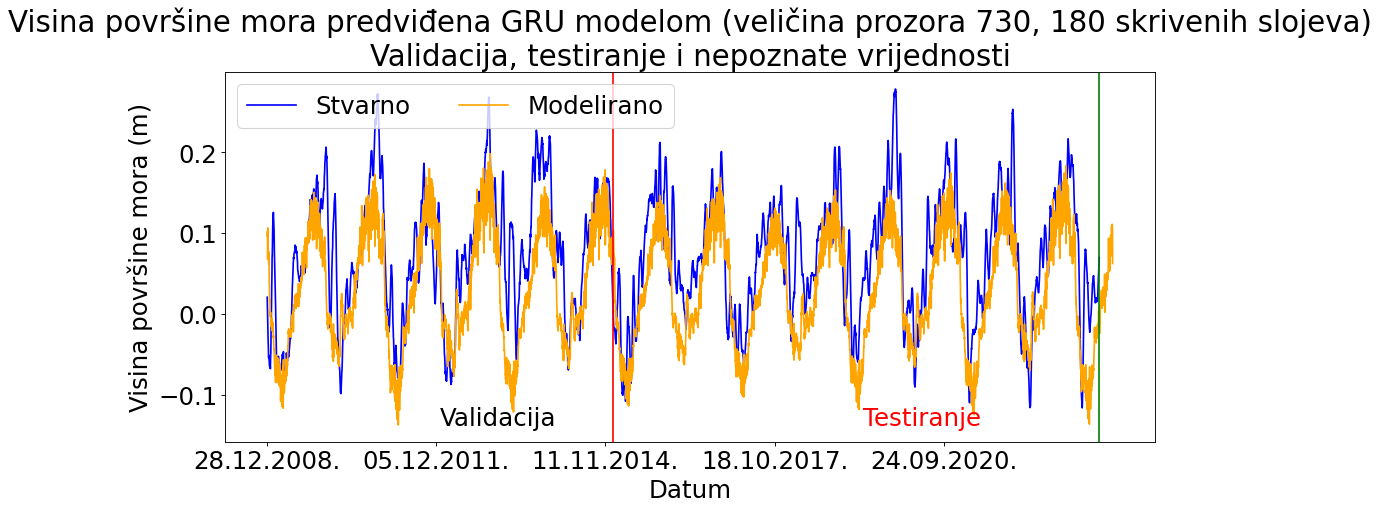 Visina površine mora predviđena GRU modelom (veličina prozora 730, 180 skrivenih slojeva)
Validacija, testiranje i nepoznate vrijednosti
Stvarno
Modelirano
Visina površine mora (m)
0.2
0.1
0.0
−0.1
Validacija
Testiranje
28.12.2008.
05.12.2011.
11.11.2014.
18.10.2017.
24.09.2020.
Datum